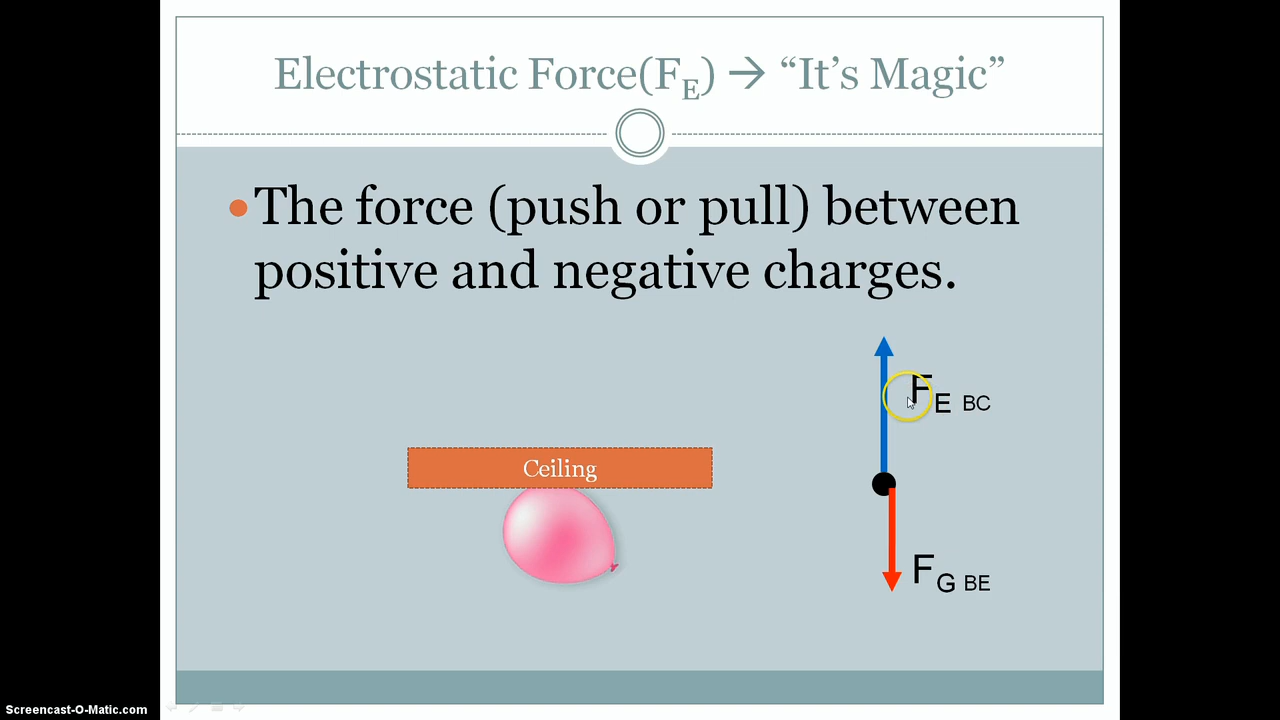 Electrostatic Force(FE) → “It’s Magic”
The force (push or pull) between
positive and negative charges.
FE BC
Ceiling
FG BE
Screencast-O-Matic.com